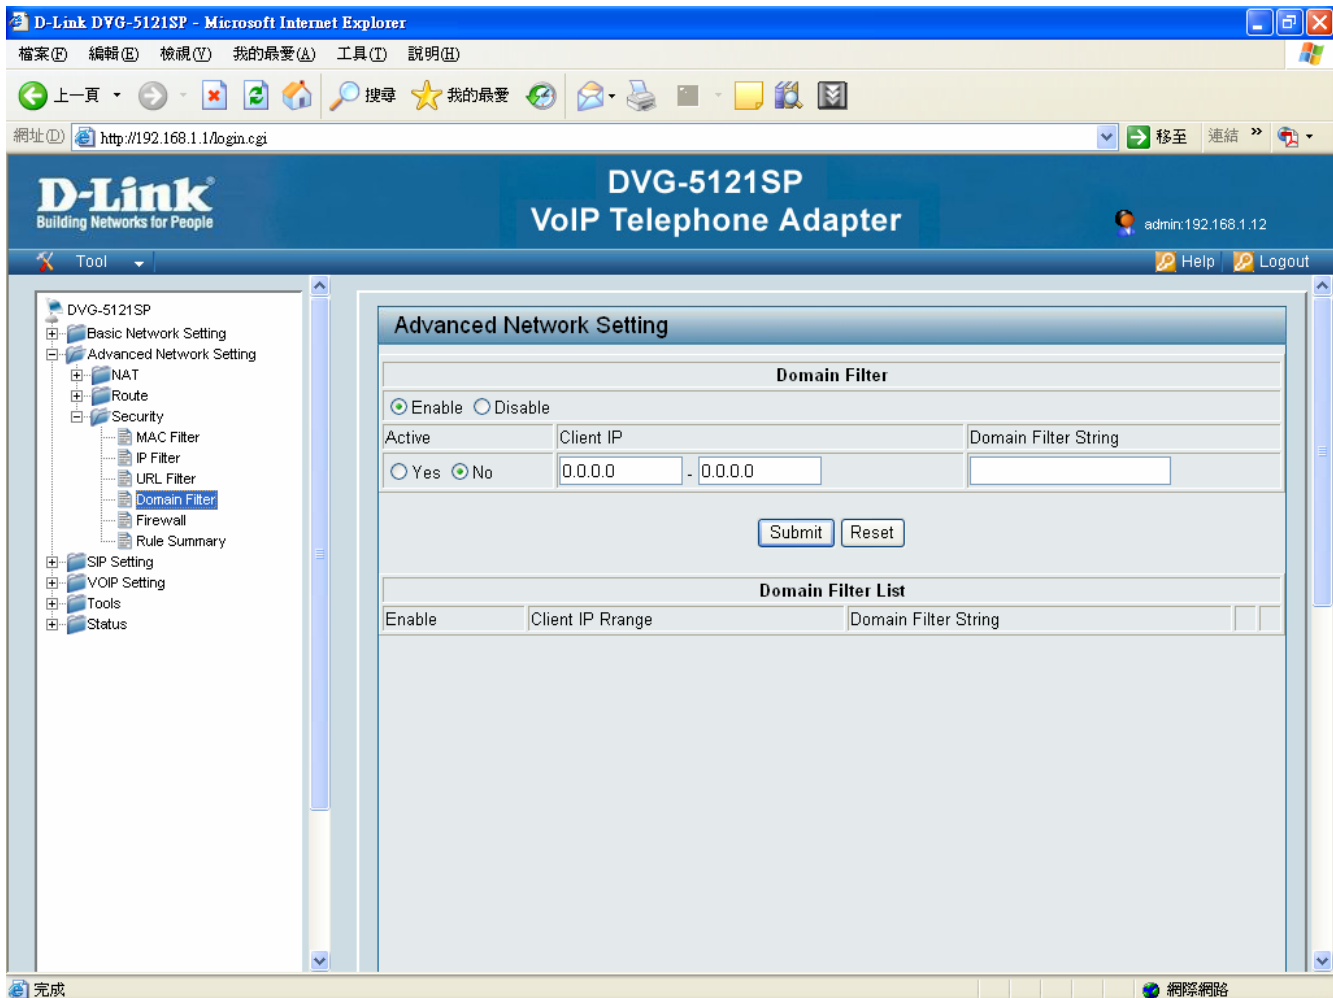 D-Link DVG-5121SP - Microsoft Internet Explorer
檔案(F) 編輯(E) 檢視(V) 我的最愛(A) 工具(T) 說明(H)
上一頁 搜尋 我的最愛
網址(D) http://192.168.1.1/login.cgi 移至 連結 »
D-Link
Building Networks for People
DVG-5121SP
VoIP Telephone Adapter
admin:192.168.1.12
Tool Help Logout
DVG-5121SP
Basic Network Setting
Advanced Network Setting
NAT
Route
Security
MAC Filter
IP Filter
URL Filter
Domain Filter
Firewall
Rule Summary
SIP Setting
VOIP Setting
Tools
Status
Advanced Network Setting
Domain Filter
Enable Disable
Active Client IP Domain Filter String
Yes No 0.0.0.0 - 0.0.0.0
Submit Reset
Domain Filter List
Enable Client IP Rrange Domain Filter String
完成 網際網路